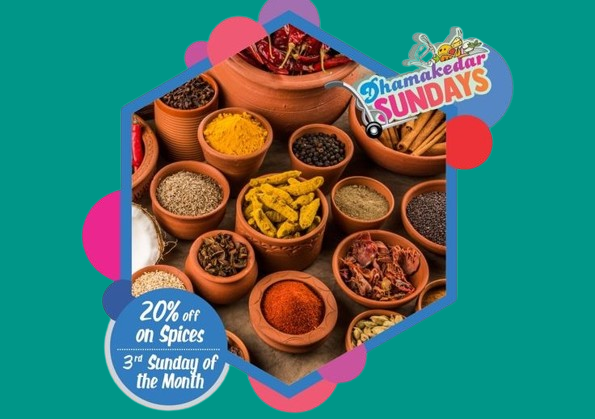 Dhamakedar
SUNDAYS
20% off
on Spices
3rd Sunday of
the Month